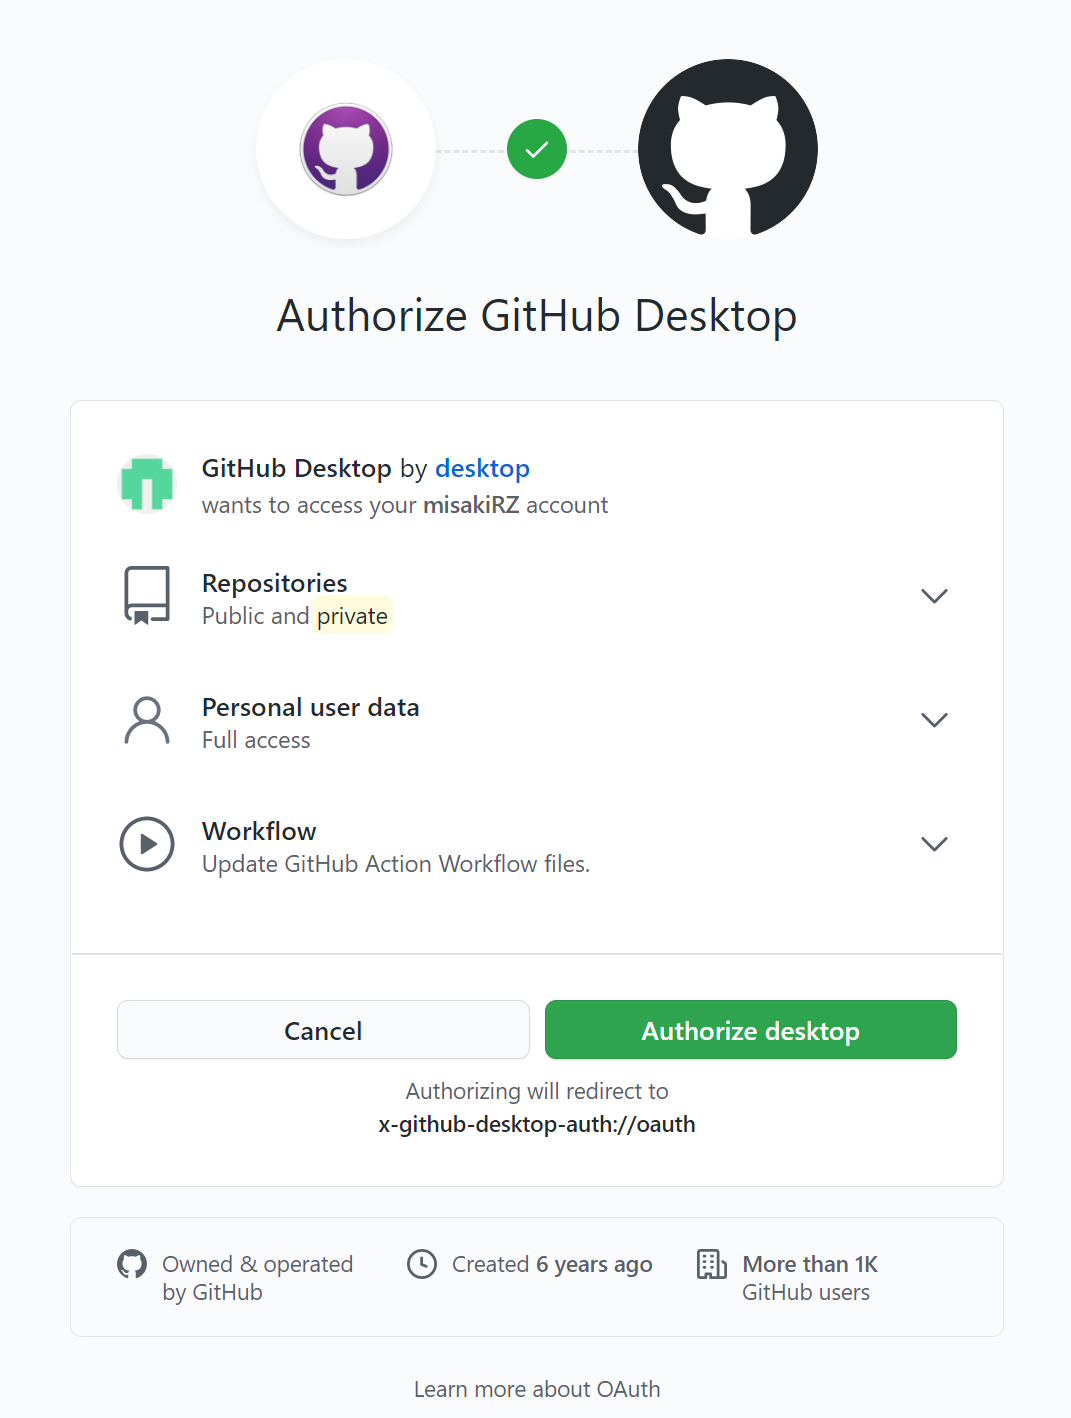 Authorize GitHub Desktop
GitHub Desktop by desktop
wants to access your misakiRZ account
Repositories
Public and private
Personal user data
Full access
Workflow
Update GitHub Action Workflow files.
Cancel
Authorize desktop
Authorizing will redirect to
x-github-desktop-auth://oauth
Owned & operated
by GitHub
Created 6 years ago
More than 1K
GitHub users
Learn more about OAuth